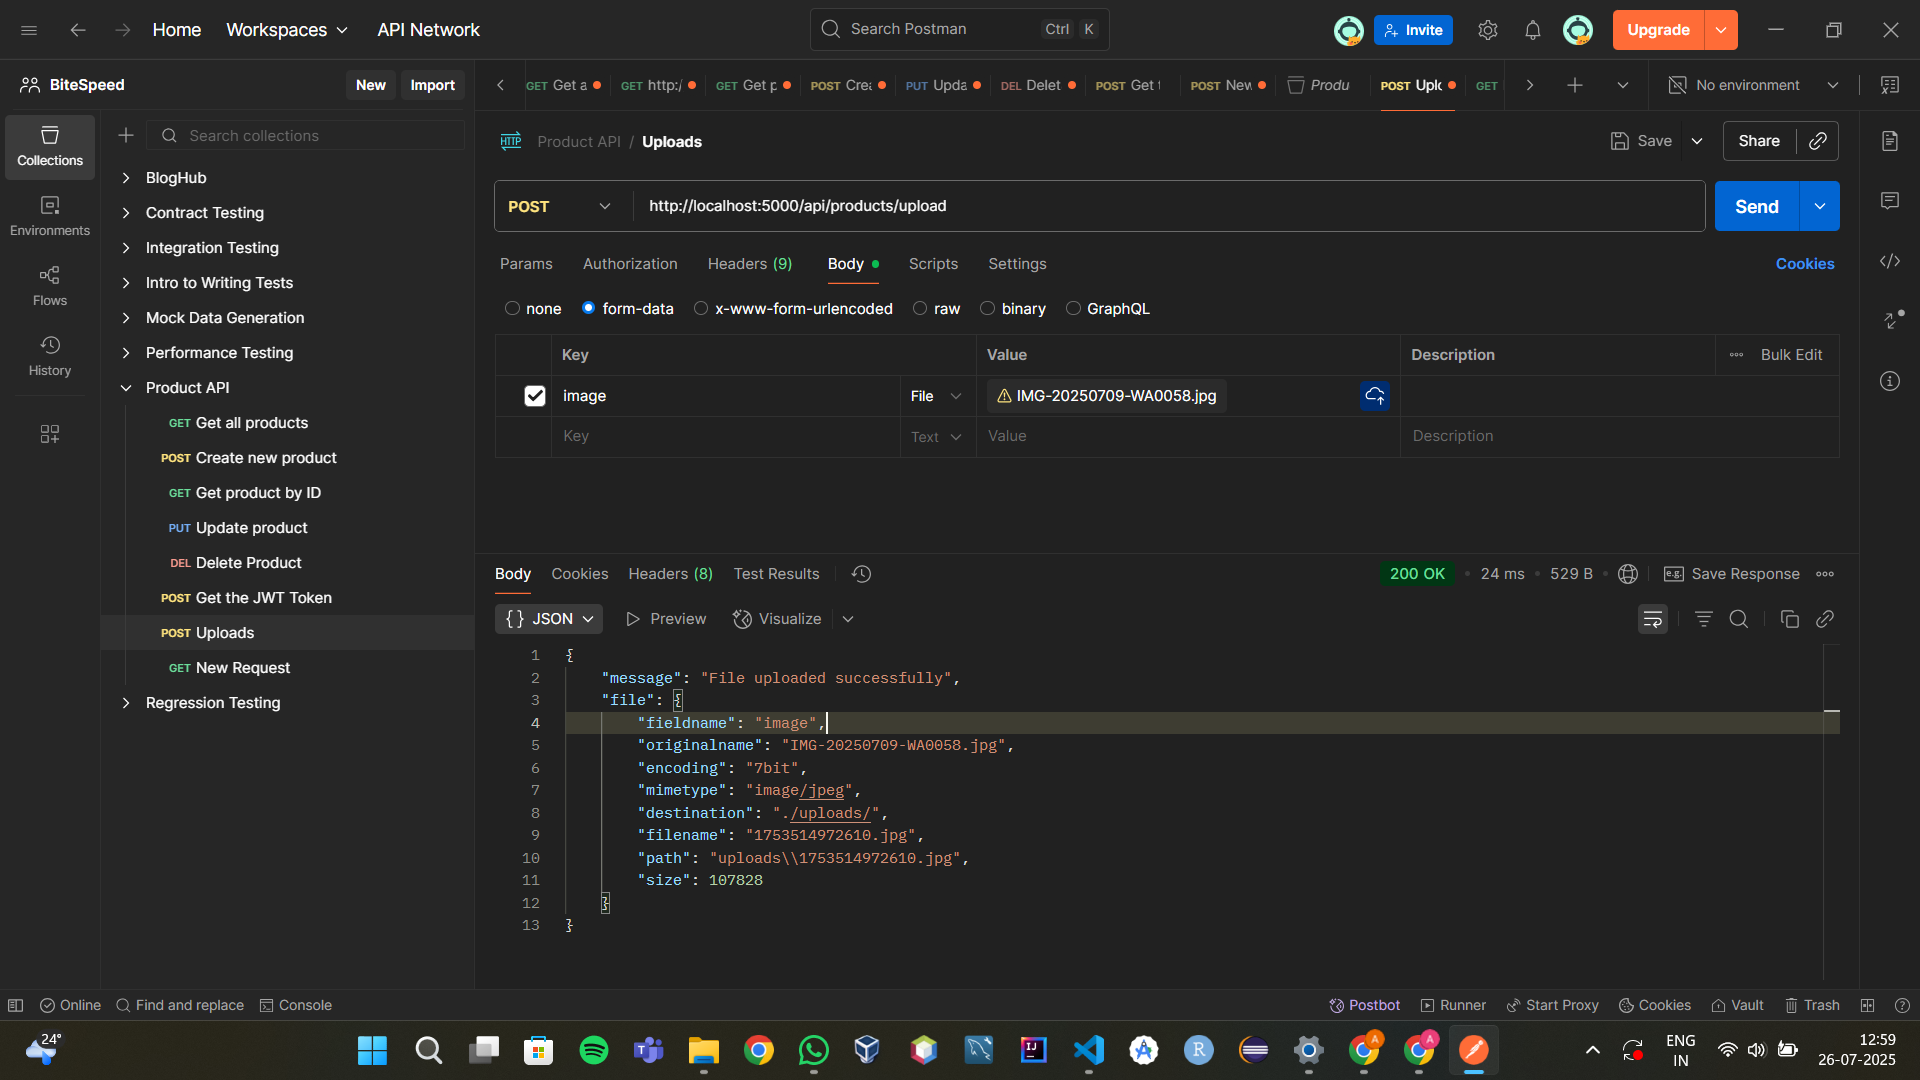 Home Workspaces API Network Search Postman Ctrl K Invite Upgrade
BiteSpeed New Import GET Get a GET http:/ GET Get p POST Crea PUT Upda DEL Delet POST Get t POST New Produ POST Uplo GET No environment
Collections
Environments
Flows
History
Search collections
BlogHub
Contract Testing
Integration Testing
Intro to Writing Tests
Mock Data Generation
Performance Testing
Product API
GET Get all products
POST Create new product
GET Get product by ID
PUT Update product
DEL Delete Product
POST Get the JWT Token
POST Uploads
GET New Request
Regression Testing
HTTP Product API / Uploads Save Share
POST http://localhost:5000/api/products/upload Send
Params Authorization Headers (9) Body Scripts Settings Cookies
none form-data x-www-form-urlencoded raw binary GraphQL
Key Value Description Bulk Edit
image File IMG-20250709-WA0058.jpg
Key Text Value Description
Body Cookies Headers (8) Test Results 200 OK 24 ms 529 B e.g. Save Response
{} JSON Preview Visualize
1 {
2 "message": "File uploaded successfully",
3 "file": {
4 "fieldname": "image",
5 "originalname": "IMG-20250709-WA0058.jpg",
6 "encoding": "7bit",
7 "mimetype": "image/jpeg",
8 "destination": "./uploads/",
9 "filename": "1753514972610.jpg",
10 "path": "uploads\\1753514972610.jpg",
11 "size": 107828
12 }
13 }
Online Find and replace Console Postbot Runner Start Proxy Cookies Vault Trash
24° ENG 12:59
IN 26-07-2025